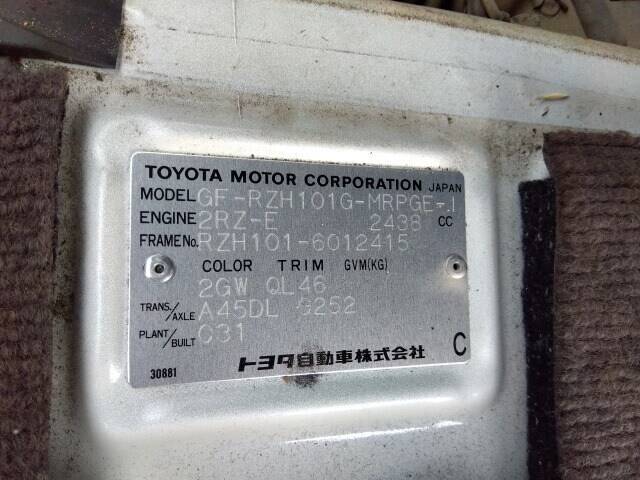 TOYOTA MOTOR CORPORATION JAPAN
MODEL GF-RZH101G-MRPGE-J
ENGINE 2RZ-E 2438 CC
FRAME No. RZH101-6012415
COLOR TRIM GVM(KG)
2GW QL46
TRANS./AXLE A45DL G252
PLANT/BUILT C31
トヨタ自動車株式会社 C
30881